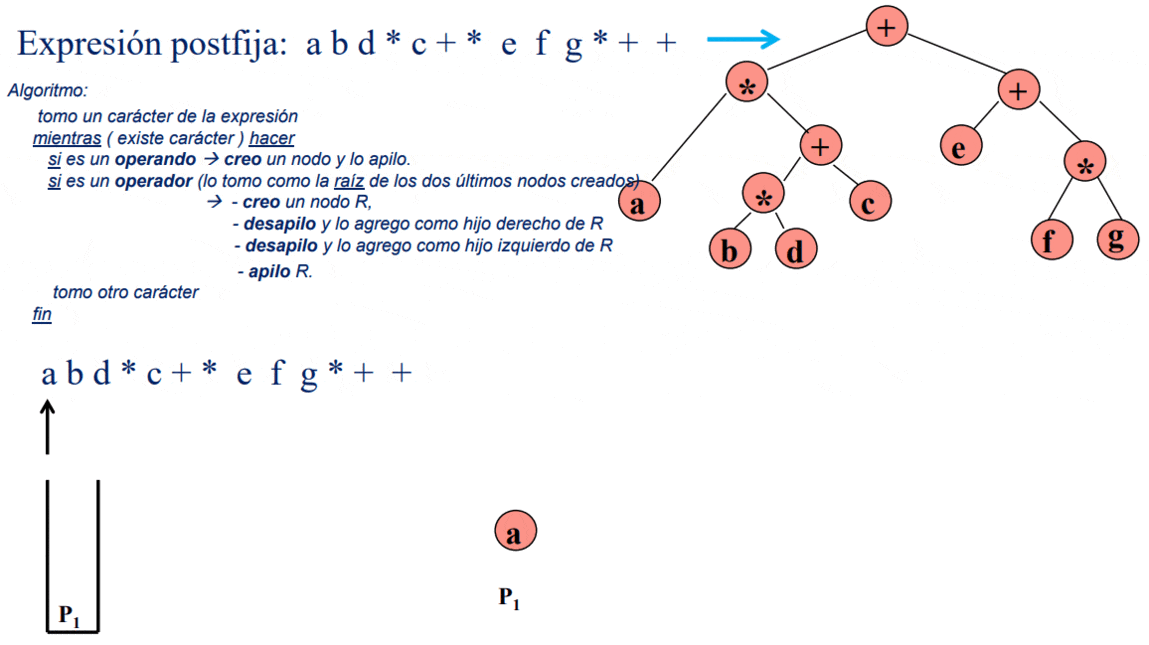 Expresión postfija: a b d * c + * e f g * + +
Algoritmo:
tomo un carácter de la expresión
mientras ( existe carácter ) hacer
si es un operando → creo un nodo y lo apilo.
si es un operador (lo tomo como la raíz de los dos últimos nodos creados)
→ - creo un nodo R,
- desapilo y lo agrego como hijo derecho de R
- desapilo y lo agrego como hijo izquierdo de R
- apilo R.
tomo otro carácter
fin
+
*
+
+
e
*
a
*
c
b
d
f
g
a b d * c + * e f g * + +
P1
a
P1